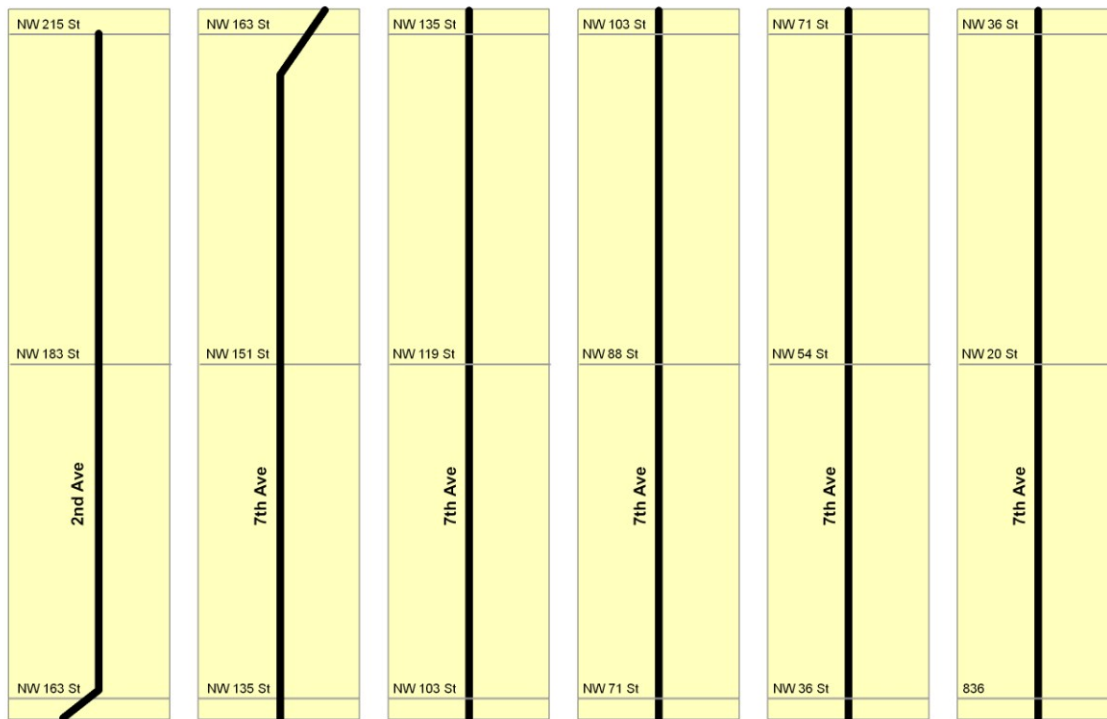 NW 215 St
NW 183 St
2nd Ave
NW 163 St
NW 163 St
NW 151 St
7th Ave
NW 135 St
NW 135 St
NW 119 St
7th Ave
NW 103 St
NW 103 St
NW 88 St
7th Ave
NW 71 St
NW 71 St
NW 54 St
7th Ave
NW 36 St
NW 36 St
NW 20 St
7th Ave
836